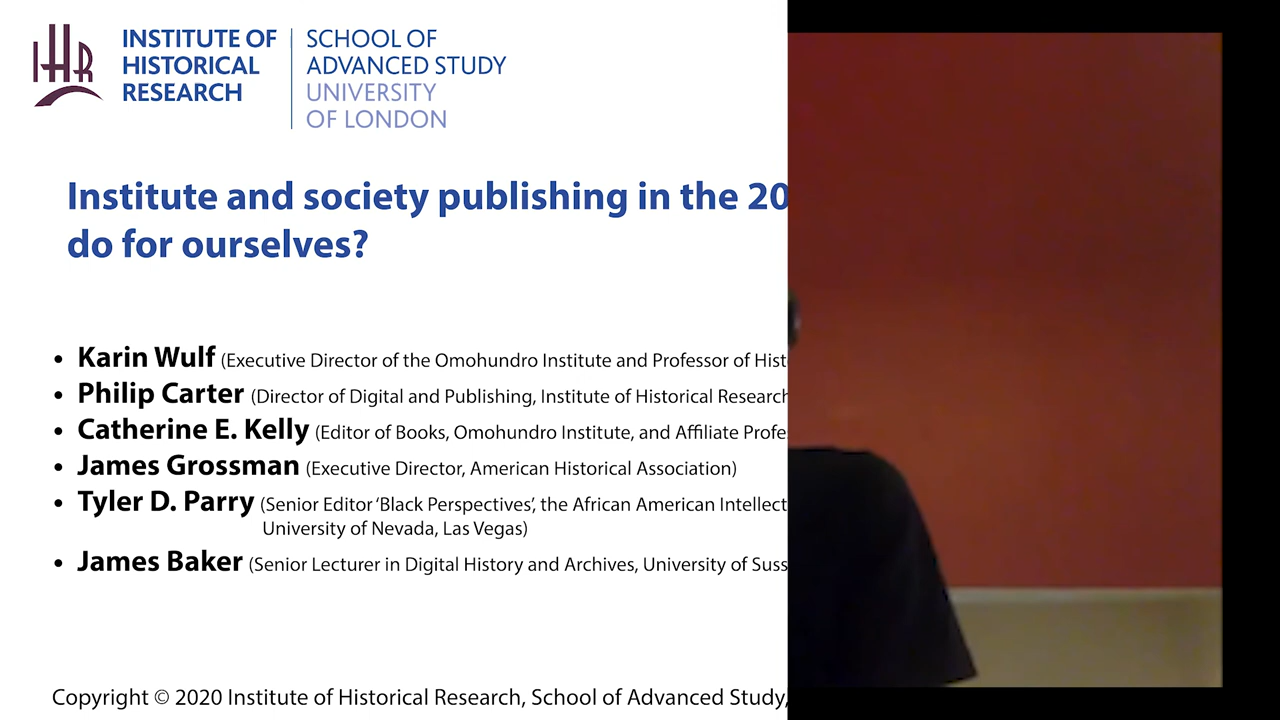 INSTITUTE OF
HISTORICAL
RESEARCH
SCHOOL OF
ADVANCED STUDY
UNIVERSITY
OF LONDON
Institute and society publishing in the 20
do for ourselves?
• Karin Wulf (Executive Director of the Omohundro Institute and Professor of Hist
• Philip Carter (Director of Digital and Publishing, Institute of Historical Research
• Catherine E. Kelly (Editor of Books, Omohundro Institute, and Affiliate Profe
• James Grossman (Executive Director, American Historical Association)
• Tyler D. Parry (Senior Editor ‘Black Perspectives’, the African American Intellect
University of Nevada, Las Vegas)
• James Baker (Senior Lecturer in Digital History and Archives, University of Suss
Copyright © 2020 Institute of Historical Research, School of Advanced Study,